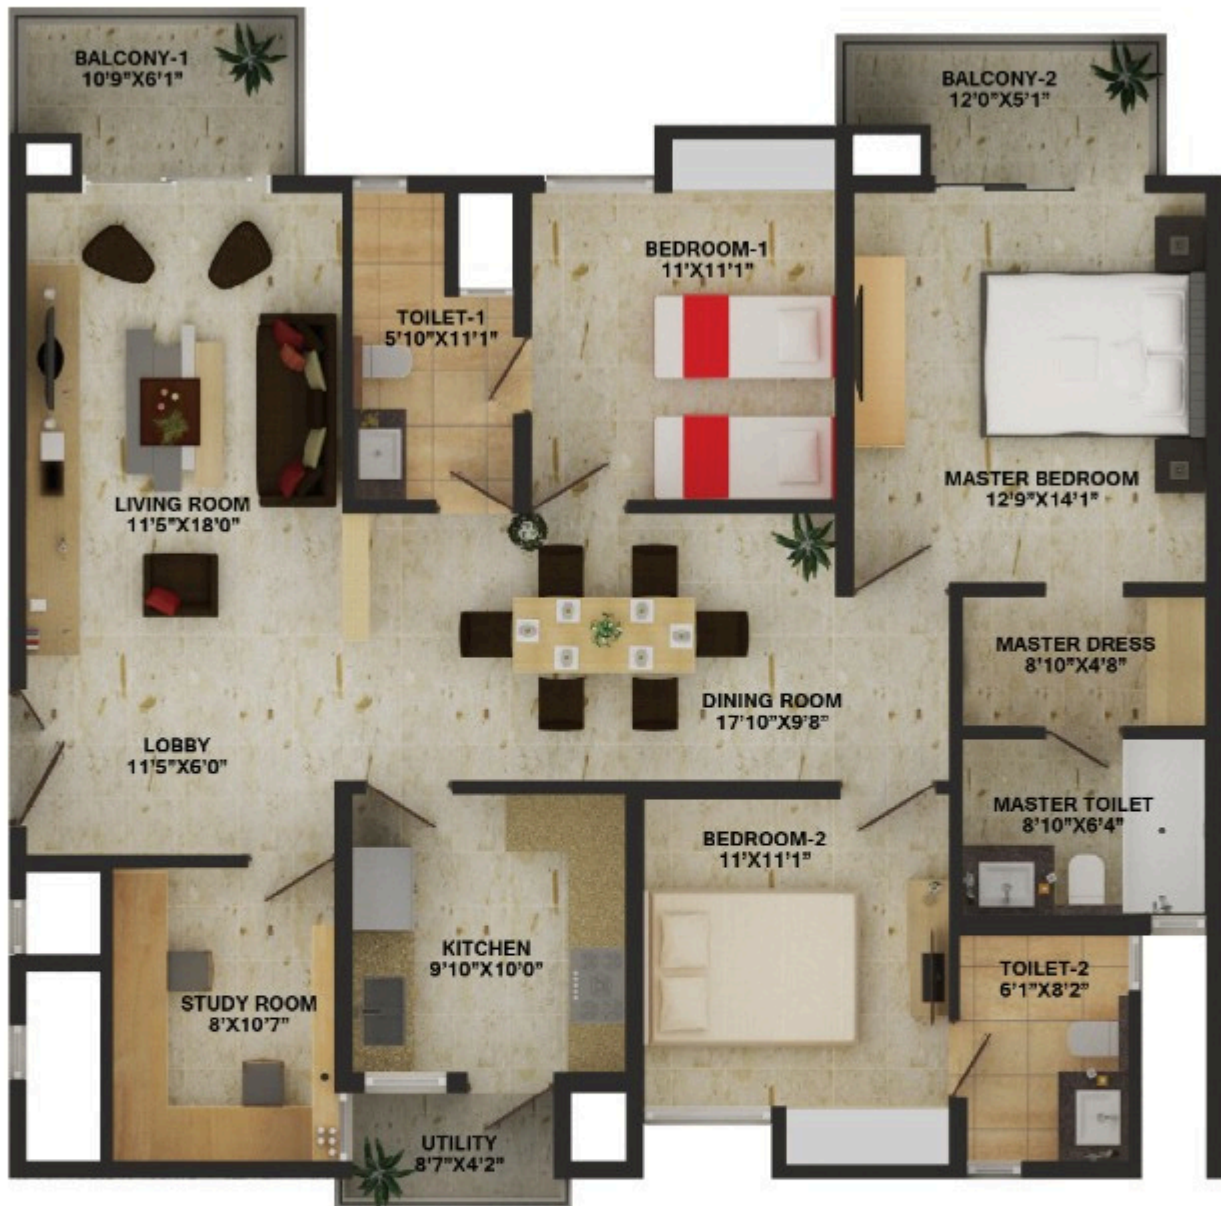 BALCONY-1
10'9"X6'1"
BALCONY-2
12'0"X5'1"
BEDROOM-1
11'X11'1"
TOILET-1
5'10"X11'1"
MASTER BEDROOM
12'9"X14'1"
LIVING ROOM
11'5"X18'0"
MASTER DRESS
8'10"X4'8"
DINING ROOM
17'10"X9'8"
LOBBY
11'5"X6'0"
MASTER TOILET
8'10"X6'4"
BEDROOM-2
11'X11'1"
KITCHEN
9'10"X10'0"
TOILET-2
6'1"X8'2"
STUDY ROOM
8'X10'7"
UTILITY
8'7"X4'2"